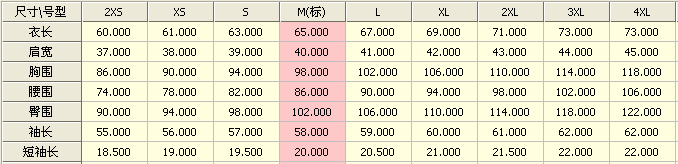 尺寸\号型 2XS XS S M(标) L XL 2XL 3XL 4XL
衣长 60.000 61.000 63.000 65.000 67.000 69.000 71.000 73.000 73.000
肩宽 37.000 38.000 39.000 40.000 41.000 42.000 43.000 44.000 45.000
胸围 86.000 90.000 94.000 98.000 102.000 106.000 110.000 114.000 118.000
腰围 74.000 78.000 82.000 86.000 90.000 94.000 98.000 102.000 106.000
臀围 90.000 94.000 98.000 102.000 106.000 110.000 114.000 118.000 122.000
袖长 55.000 56.000 57.000 58.000 59.000 60.000 61.000 62.000 62.000
短袖长 18.500 19.000 19.500 20.000 20.500 21.000 21.500 22.000 22.000